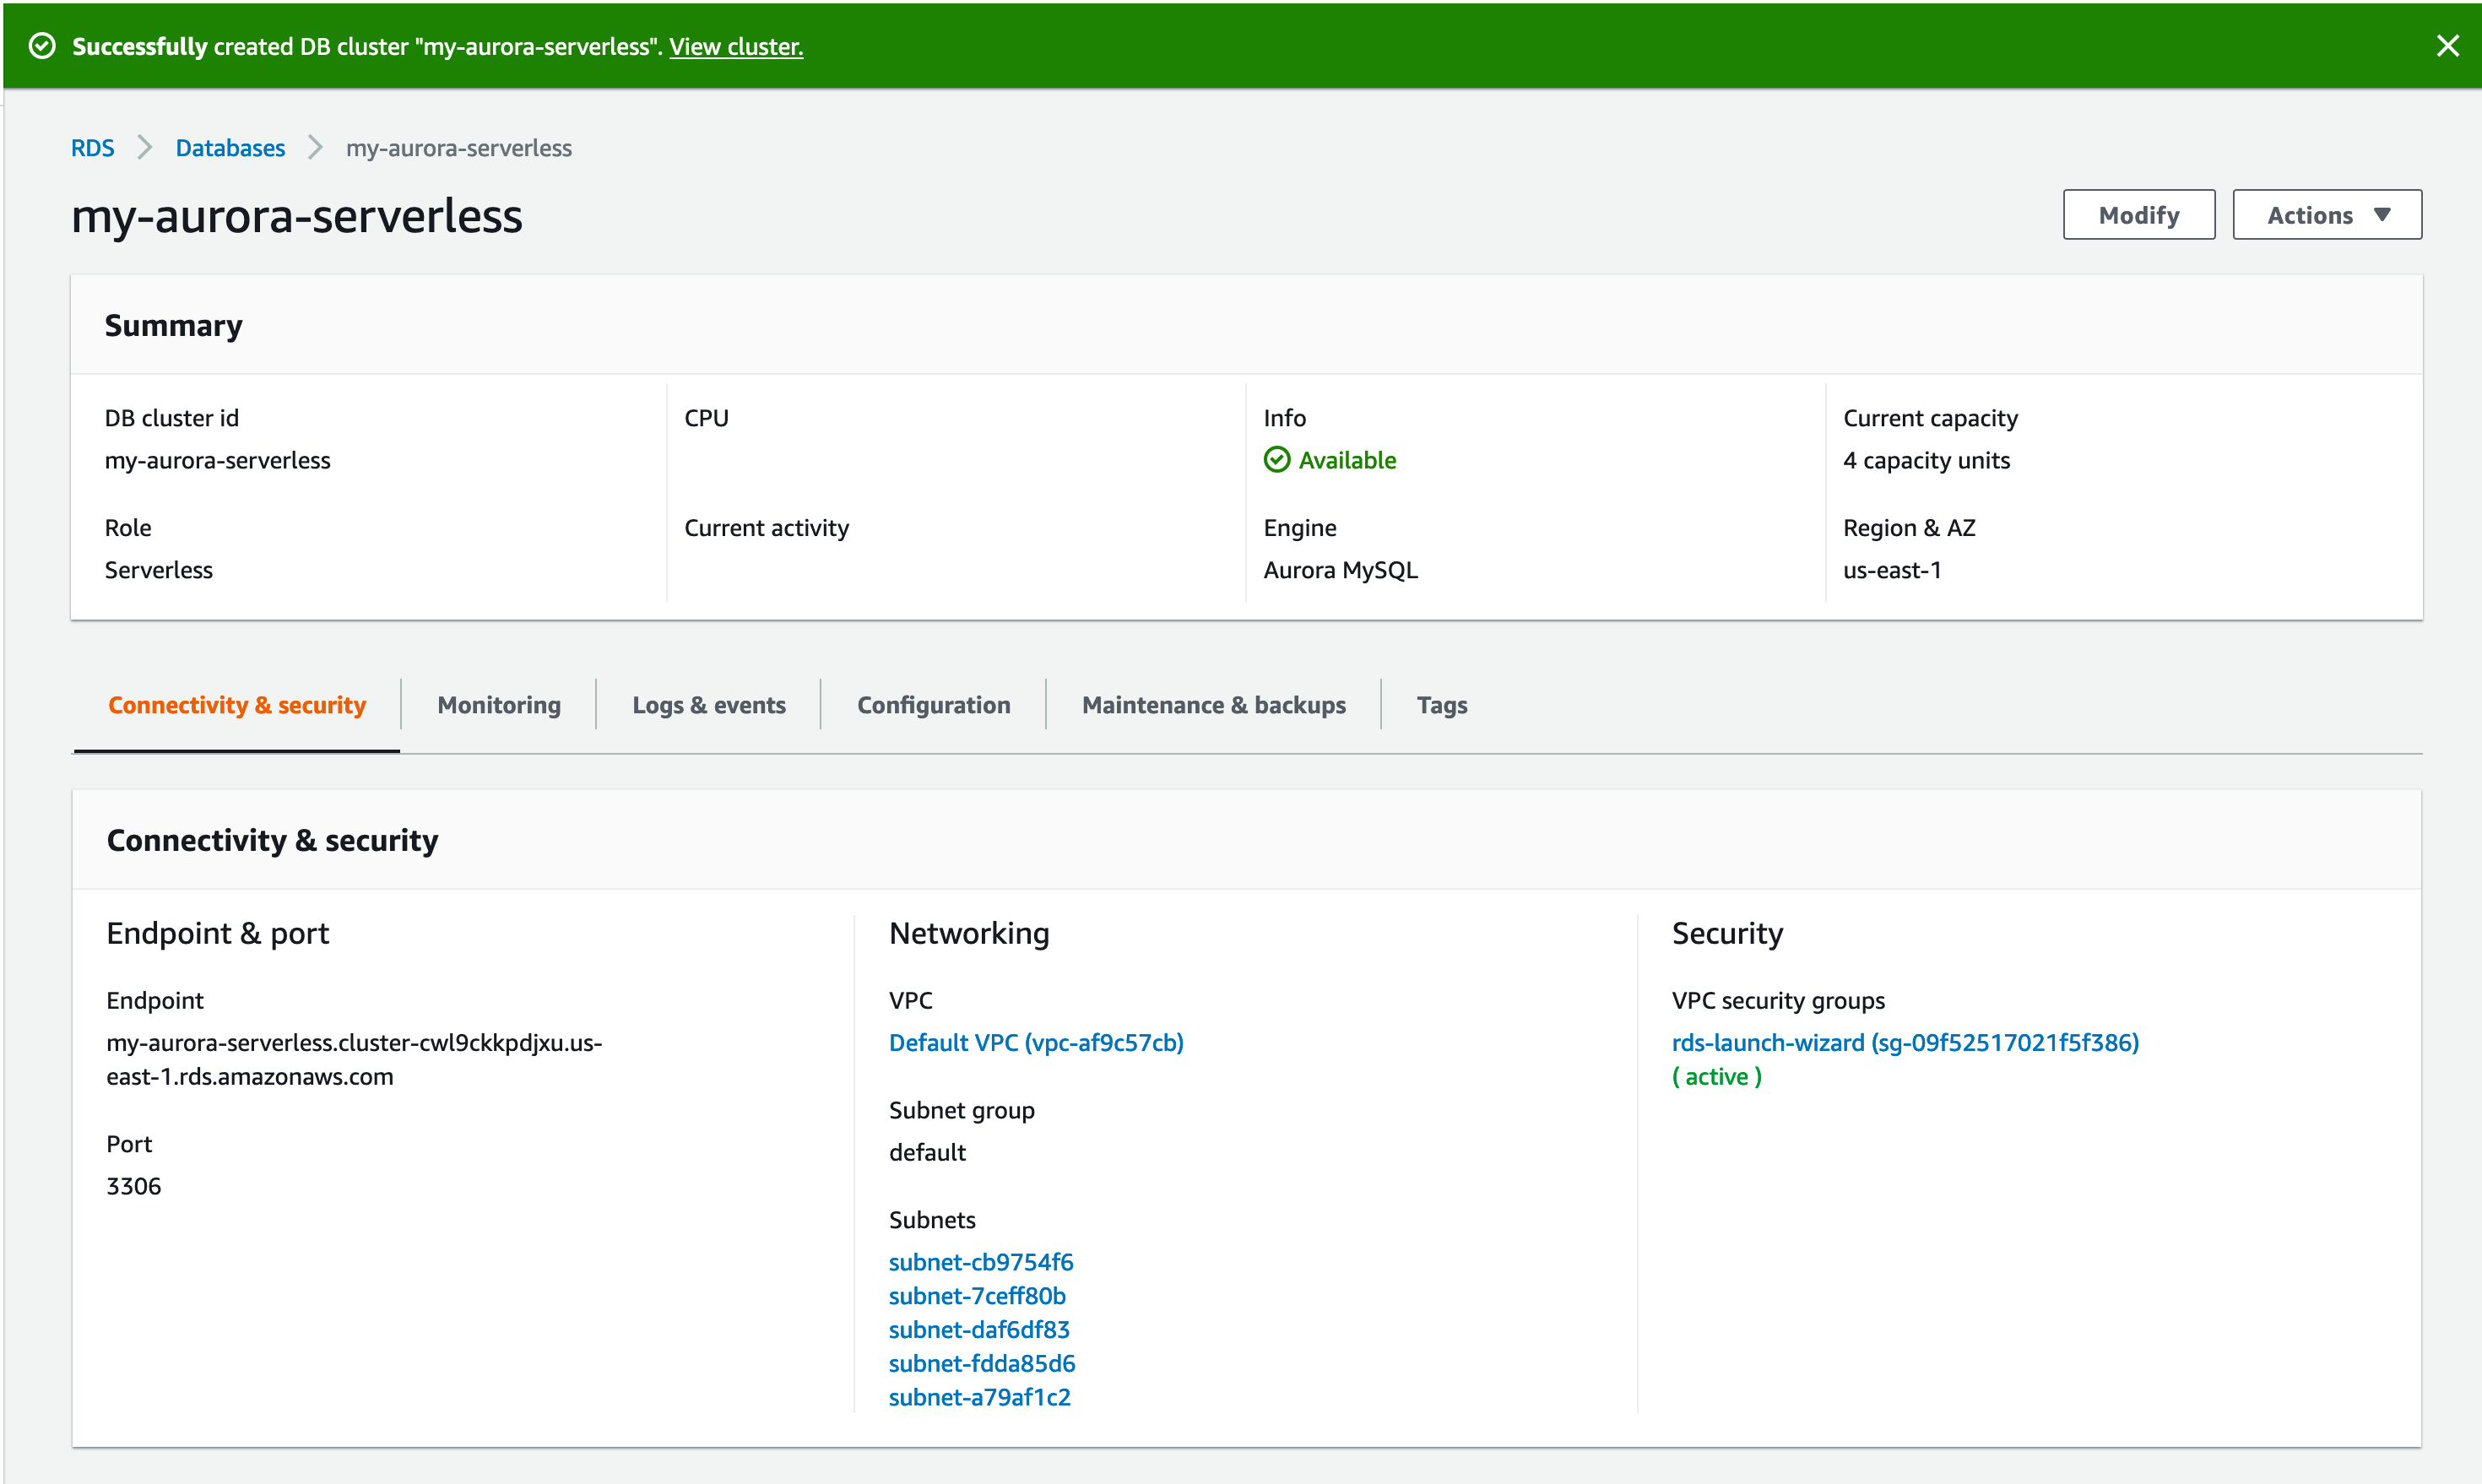 Successfully created DB cluster "my-aurora-serverless". View cluster.
RDS Databases my-aurora-serverless
my-aurora-serverless
Modify Actions
Summary
DB cluster id
my-aurora-serverless
Role
Serverless
CPU
Current activity
Info
Available
Engine
Aurora MySQL
Current capacity
4 capacity units
Region & AZ
us-east-1
Connectivity & security Monitoring Logs & events Configuration Maintenance & backups Tags
Connectivity & security
Endpoint & port
Endpoint
my-aurora-serverless.cluster-cwl9ckkpdjxu.us-
east-1.rds.amazonaws.com
Port
3306
Networking
VPC
Default VPC (vpc-af9c57cb)
Subnet group
default
Subnets
subnet-cb9754f6
subnet-7ceff80b
subnet-daf6df83
subnet-fdda85d6
subnet-a79af1c2
Security
VPC security groups
rds-launch-wizard (sg-09f52517021f5f386)
( active )